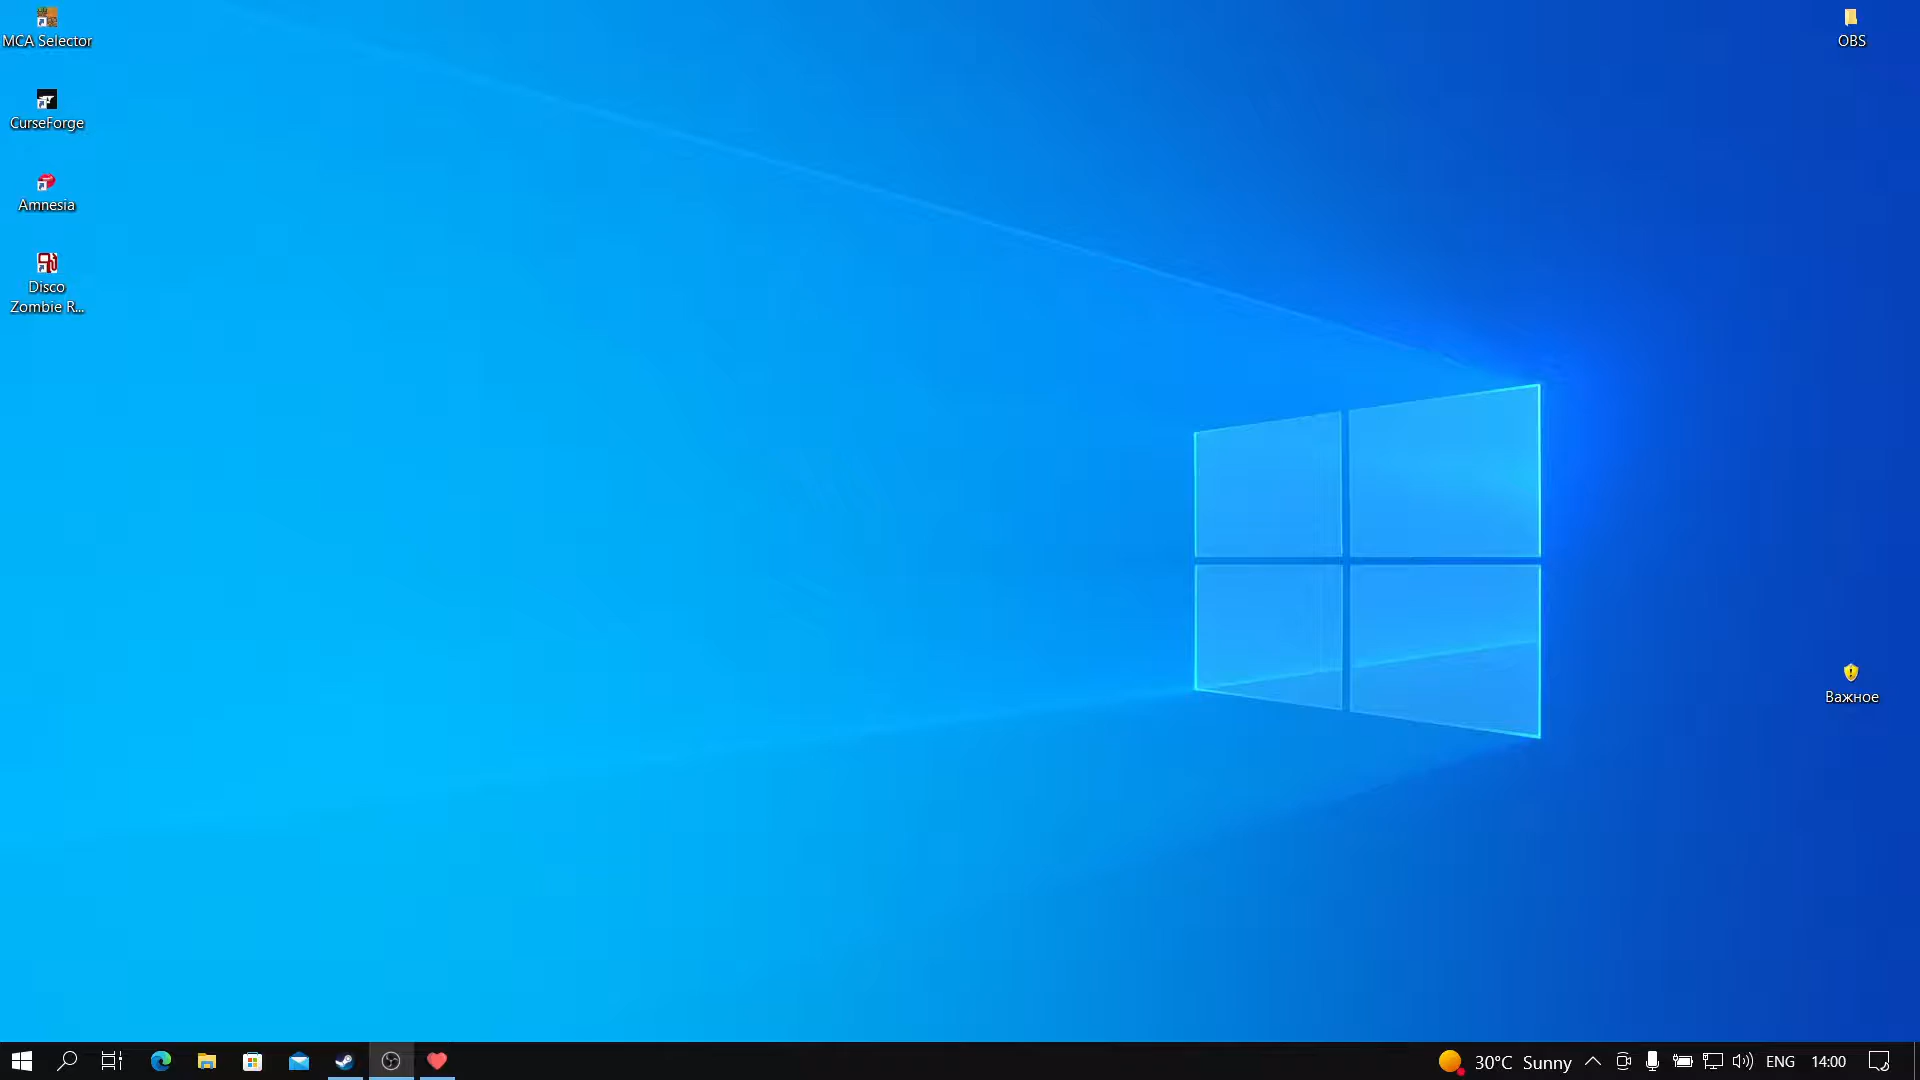 MCA Selector
CurseForge
Amnesia
Disco
Zombie R...
OBS
Важное
30°C Sunny
ENG
14:00